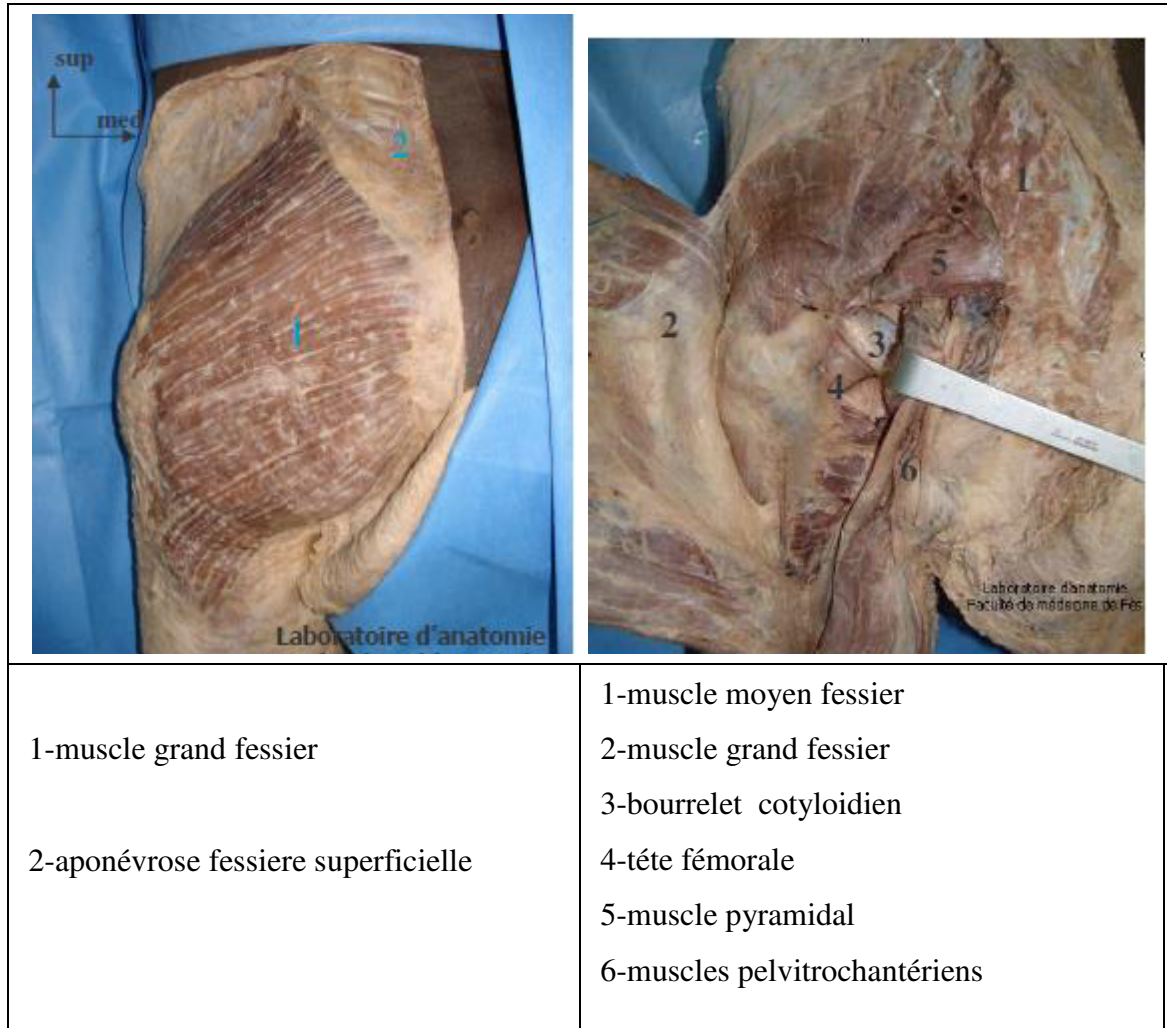 sup
med
2
1
Laboratoire d'anatomie
1
5
2
3
4
6
Laboratoire d'anatomie
Faculté de médecine de Fès
1-muscle grand fessier
2-aponévrose fessiere superficielle
1-muscle moyen fessier
2-muscle grand fessier
3-bourrelet cotyloidien
4-téte fémorale
5-muscle pyramidal
6-muscles pelvitrochantériens